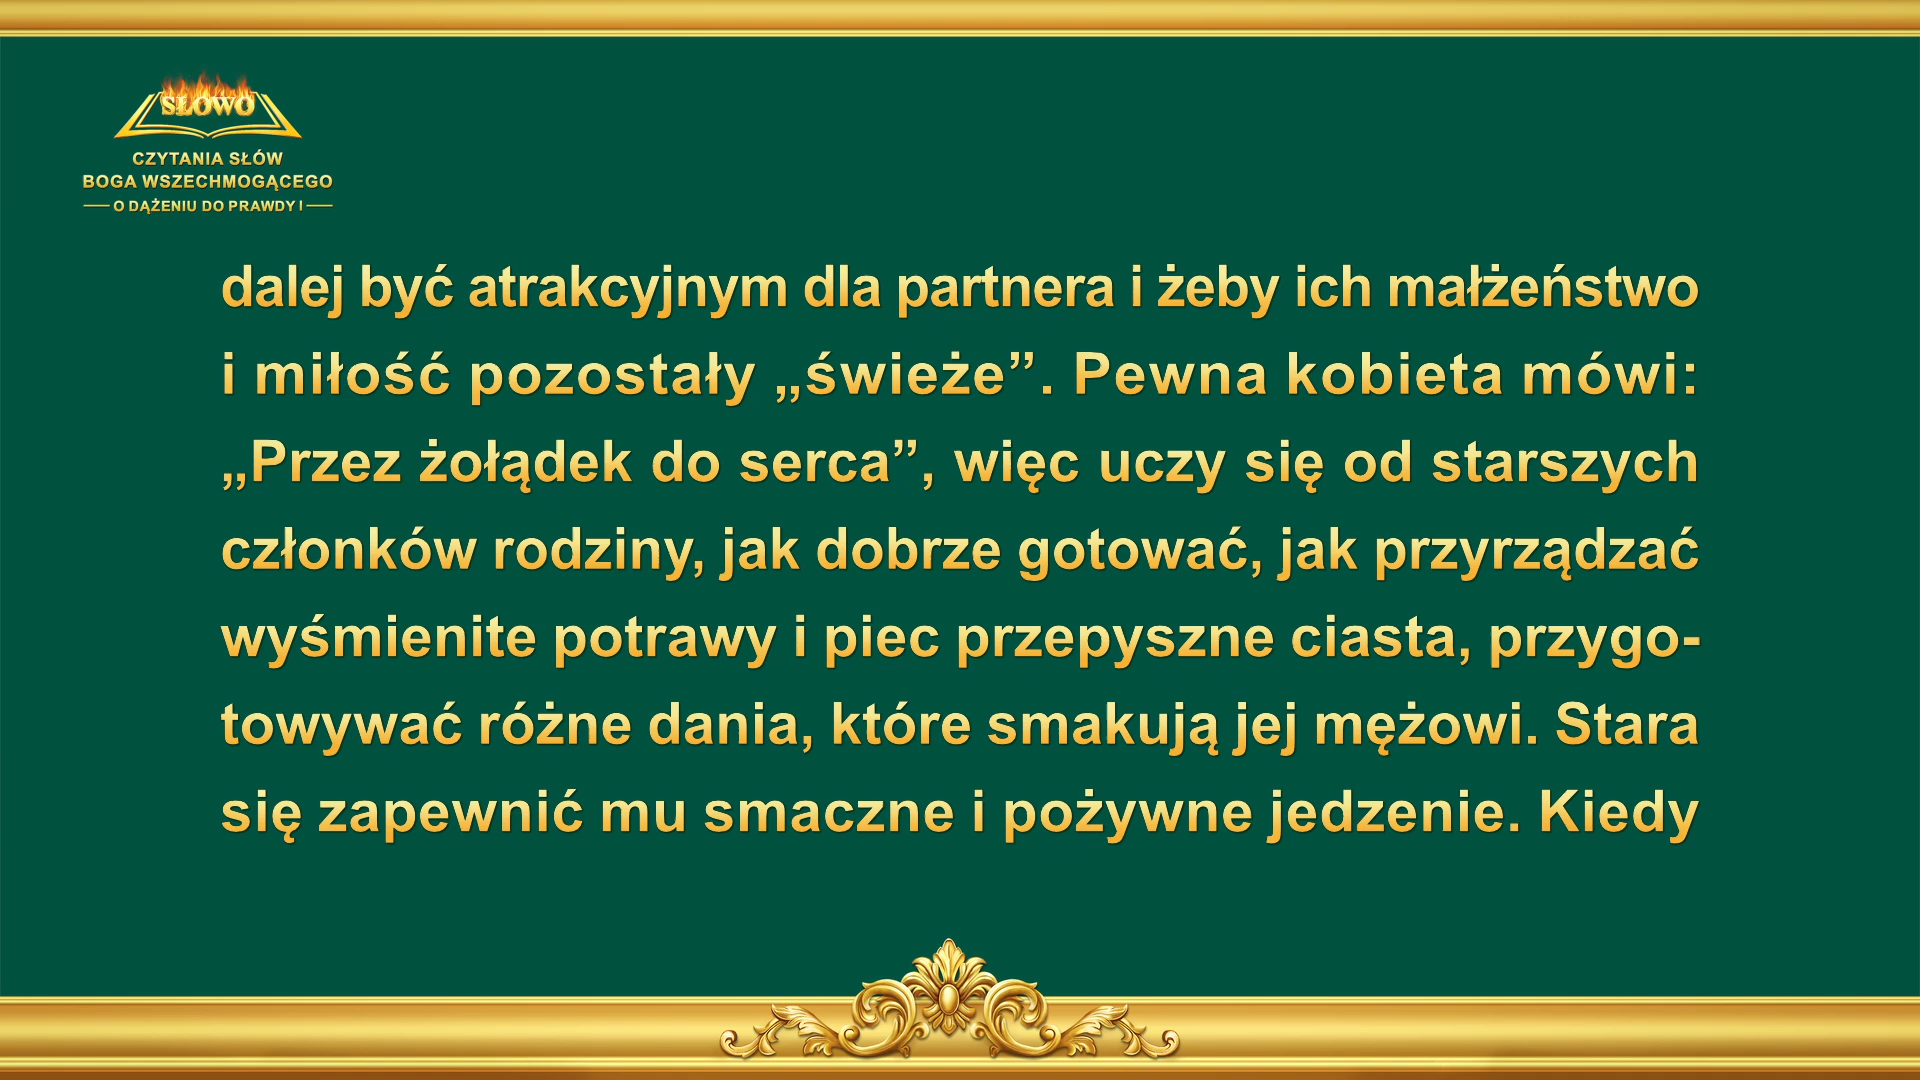 SŁOWO
CZYTANIA SŁÓW
BOGA WSZECHMOGĄCEGO
O DĄŻENIU DO PRAWDY I
dalej być atrakcyjnym dla partnera i żeby ich małżeństwo
i miłość pozostały „świeże”. Pewna kobieta mówi:
„Przez żołądek do serca”, więc uczy się od starszych
członków rodziny, jak dobrze gotować, jak przyrządzać
wyśmienite potrawy i piec przepyszne ciasta, przygo-
towywać różne dania, które smakują jej mężowi. Stara
się zapewnić mu smaczne i pożywne jedzenie. Kiedy